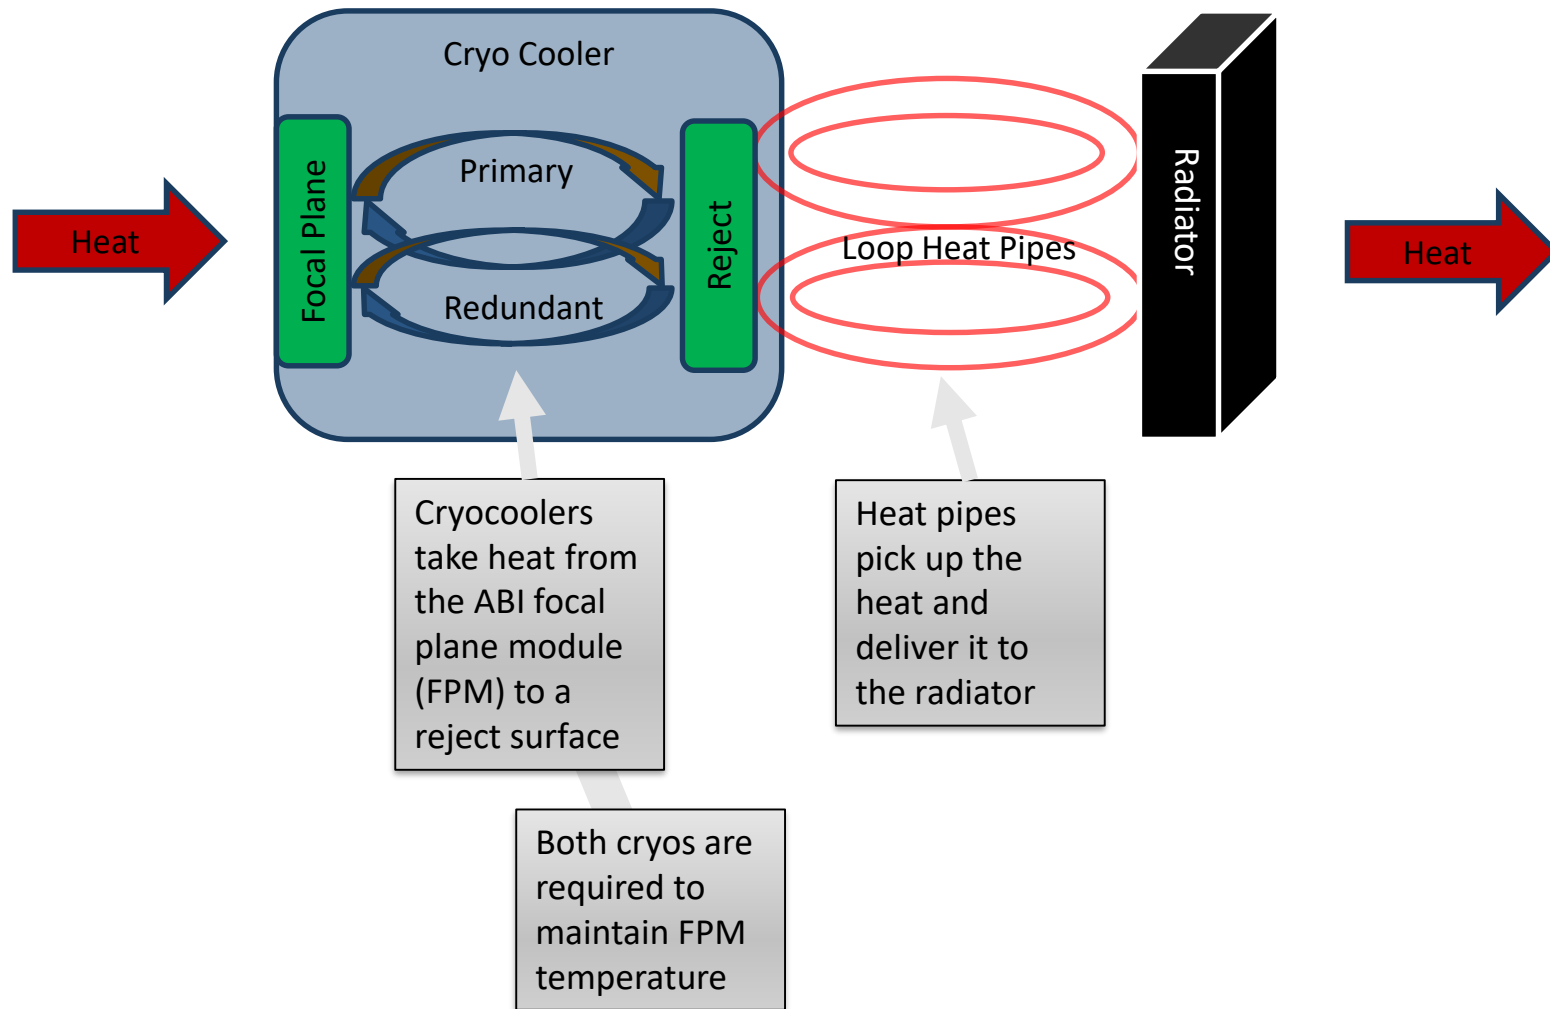 Cryo Cooler
Heat
Focal Plane
Primary
Redundant
Reject
Loop Heat Pipes
Radiator
Heat
Cryocoolers
take heat from
the ABI focal
plane module
(FPM) to a
reject surface
Heat pipes
pick up the
heat and
deliver it to
the radiator
Both cryos are
required to
maintain FPM
temperature